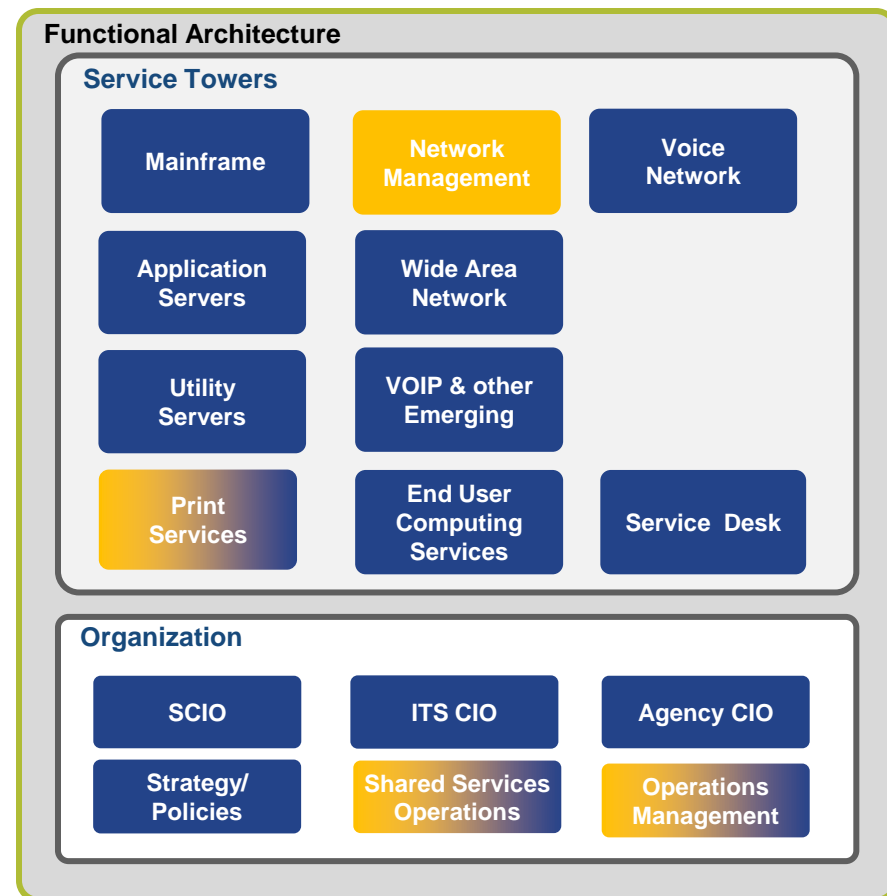 Functional Architecture
Service Towers
Mainframe
Network
Management
Voice
Network
Application
Servers
Wide Area
Network
Utility
Servers
VOIP & other
Emerging
Print
Services
End User
Computing
Services
Service Desk
Organization
SCIO
ITS CIO
Agency CIO
Strategy/
Policies
Shared Services
Operations
Operations
Management